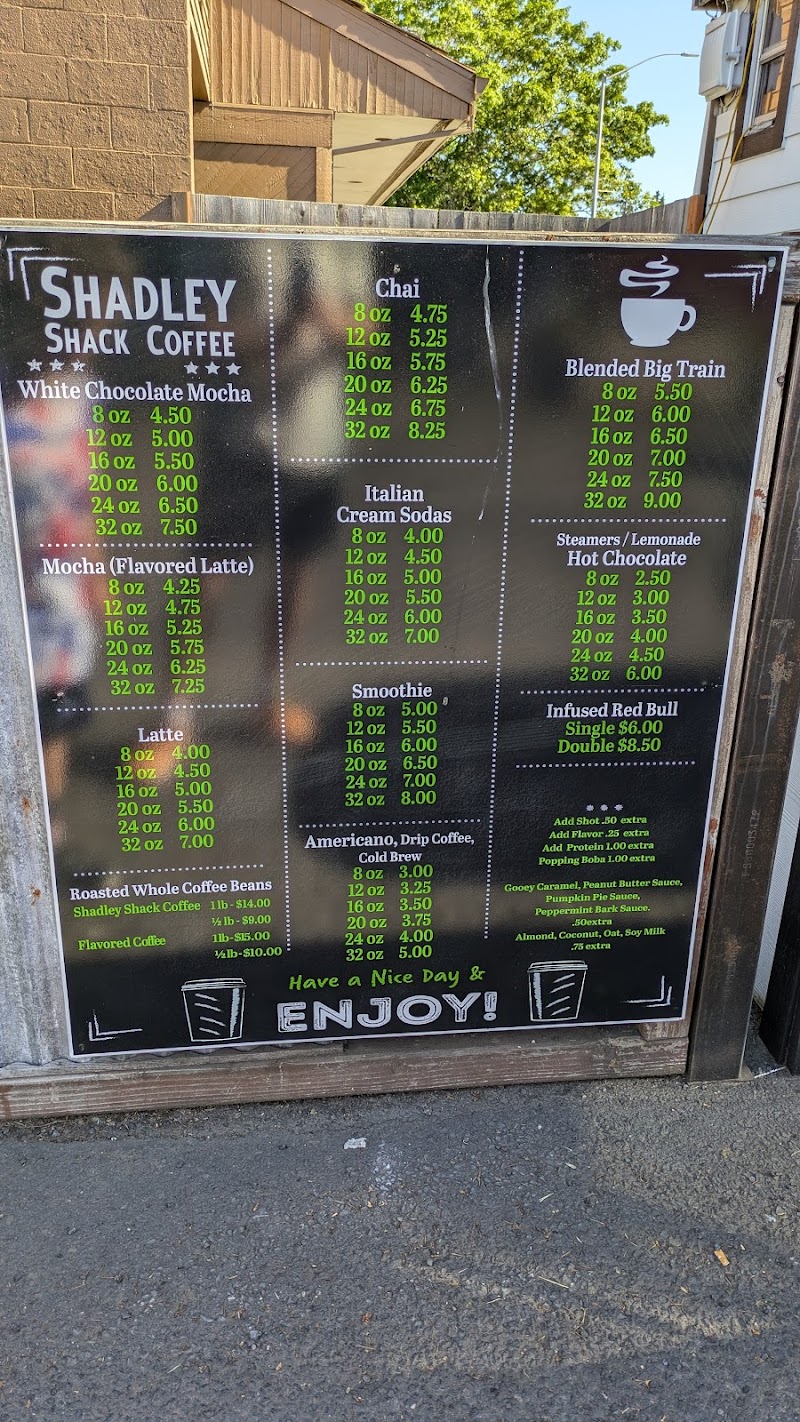 SHADLEY
SHACK COFFEE
White Chocolate Mocha
8 oz 4.50
12 oz 5.00
16 oz 5.50
20 oz 6.00
24 oz 6.50
32 oz 7.50
Mocha (Flavored Latte)
8 oz 4.25
12 oz 4.75
16 oz 5.25
20 oz 5.75
24 oz 6.25
32 oz 7.25
Latte
8 oz 4.00
12 oz 4.50
16 oz 5.00
20 oz 5.50
24 oz 6.00
32 oz 7.00
Roasted Whole Coffee Beans
Shadley Shack Coffee 1 lb - $14.00
½ lb - $9.00
Flavored Coffee 1 lb- $15.00
½ lb- $10.00
Chai
8 oz 4.75
12 oz 5.25
16 oz 5.75
20 oz 6.25
24 oz 6.75
32 oz 8.25
Italian
Cream Sodas
8 oz 4.00
12 oz 4.50
16 oz 5.00
20 oz 5.50
24 oz 6.00
32 oz 7.00
Smoothie
8 oz 5.00
12 oz 5.50
16 oz 6.00
20 oz 6.50
24 oz 7.00
32 oz 8.00
Americano, Drip Coffee,
Cold Brew
8 oz 3.00
12 oz 3.25
16 oz 3.50
20 oz 3.75
24 oz 4.00
32 oz 5.00
Blended Big Train
8 oz 5.50
12 oz 6.00
16 oz 6.50
20 oz 7.00
24 oz 7.50
32 oz 9.00
Steamers / Lemonade
Hot Chocolate
8 oz 2.50
12 oz 3.00
16 oz 3.50
20 oz 4.00
24 oz 4.50
32 oz 6.00
Infused Red Bull
Single $6.00
Double $8.50
Add Shot .50 extra
Add Flavor .25 extra
Add Protein 1.00 extra
Popping Boba 1.00 extra
Gooey Caramel, Peanut Butter Sauce,
Pumpkin Pie Sauce,
Peppermint Bark Sauce.
.50extra
Almond, Coconut, Oat, Soy Milk
.75 extra
Have a Nice Day &
ENJOY!